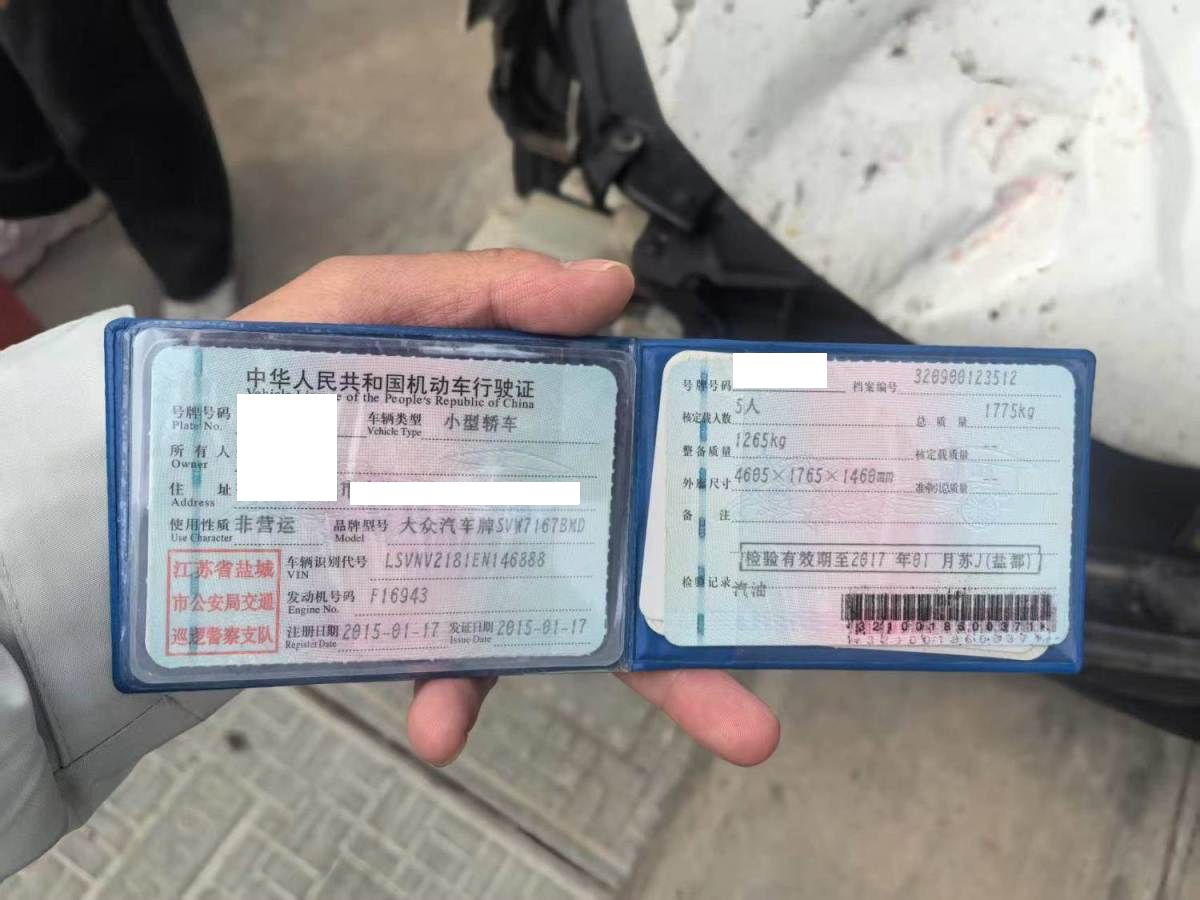 中华人民共和国机动车行驶证
of the People's Republic of China
号牌号码 车辆类型 小型轿车
Plate No. Vehicle Type
所有人
Owner
住 址
Address
使用性质 非营运 品牌型号 大众汽车牌SVW7167BMD
Use Character Model
江苏省盐城
市公安局交通
巡逻警察支队
车辆识别代号 LSVNV2181EN146888
VIN
发动机号码 F16943
Engine No.
注册日期 2015-01-17 发证日期 2015-01-17
Register Date Issue Date
号牌号码 档案编号 320900123512
核定载人数 5人 总质量 1775kg
整备质量 1265kg 核定载质量 --
外廓尺寸 4605×1765×1460mm 准牵引总质量 --
备 注
检验有效期至2017 年01 月苏J(盐都)
检验记录 汽油